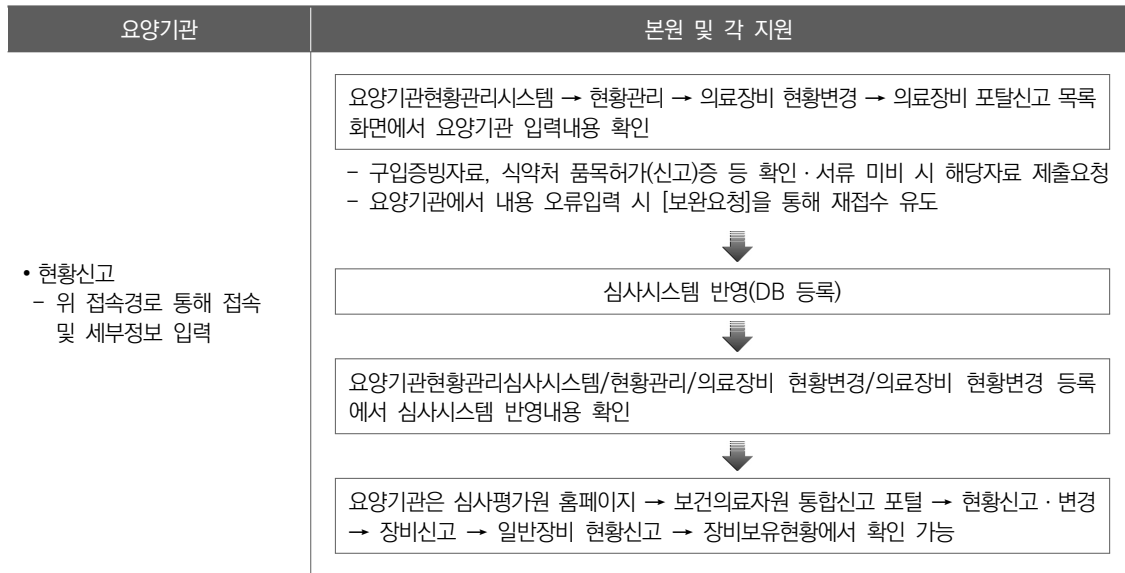 요양기관
본원 및 각 지원
• 현황신고
- 위 접속경로 통해 접속
및 세부정보 입력
요양기관현황관리시스템 → 현황관리 → 의료장비 현황변경 → 의료장비 포탈신고 목록
화면에서 요양기관 입력내용 확인
- 구입증빙자료, 식약처 품목허가(신고)증 등 확인·서류 미비 시 해당자료 제출요청
- 요양기관에서 내용 오류입력 시 [보완요청]을 통해 재접수 유도
심사시스템 반영(DB 등록)
요양기관현황관리심사시스템/현황관리/의료장비 현황변경/의료장비 현황변경 등록
에서 심사시스템 반영내용 확인
요양기관은 심사평가원 홈페이지 → 보건의료자원 통합신고 포털 → 현황신고·변경
→ 장비신고 → 일반장비 현황신고 → 장비보유현황에서 확인 가능